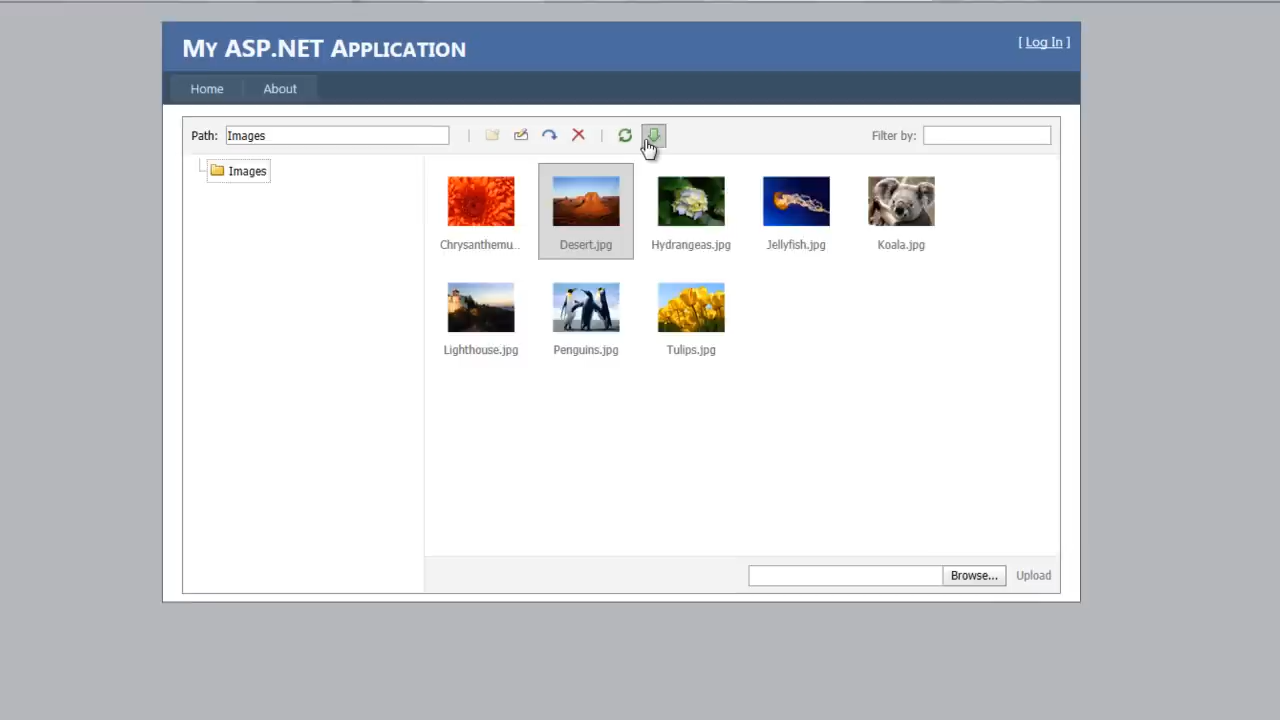 My ASP.NET Application
[ Log In ]
Home About
Path: Images | | Filter by:
Images
Chrysanthemu.. Desert.jpg Hydrangeas.jpg Jellyfish.jpg Koala.jpg
Lighthouse.jpg Penguins.jpg Tulips.jpg
Browse... Upload